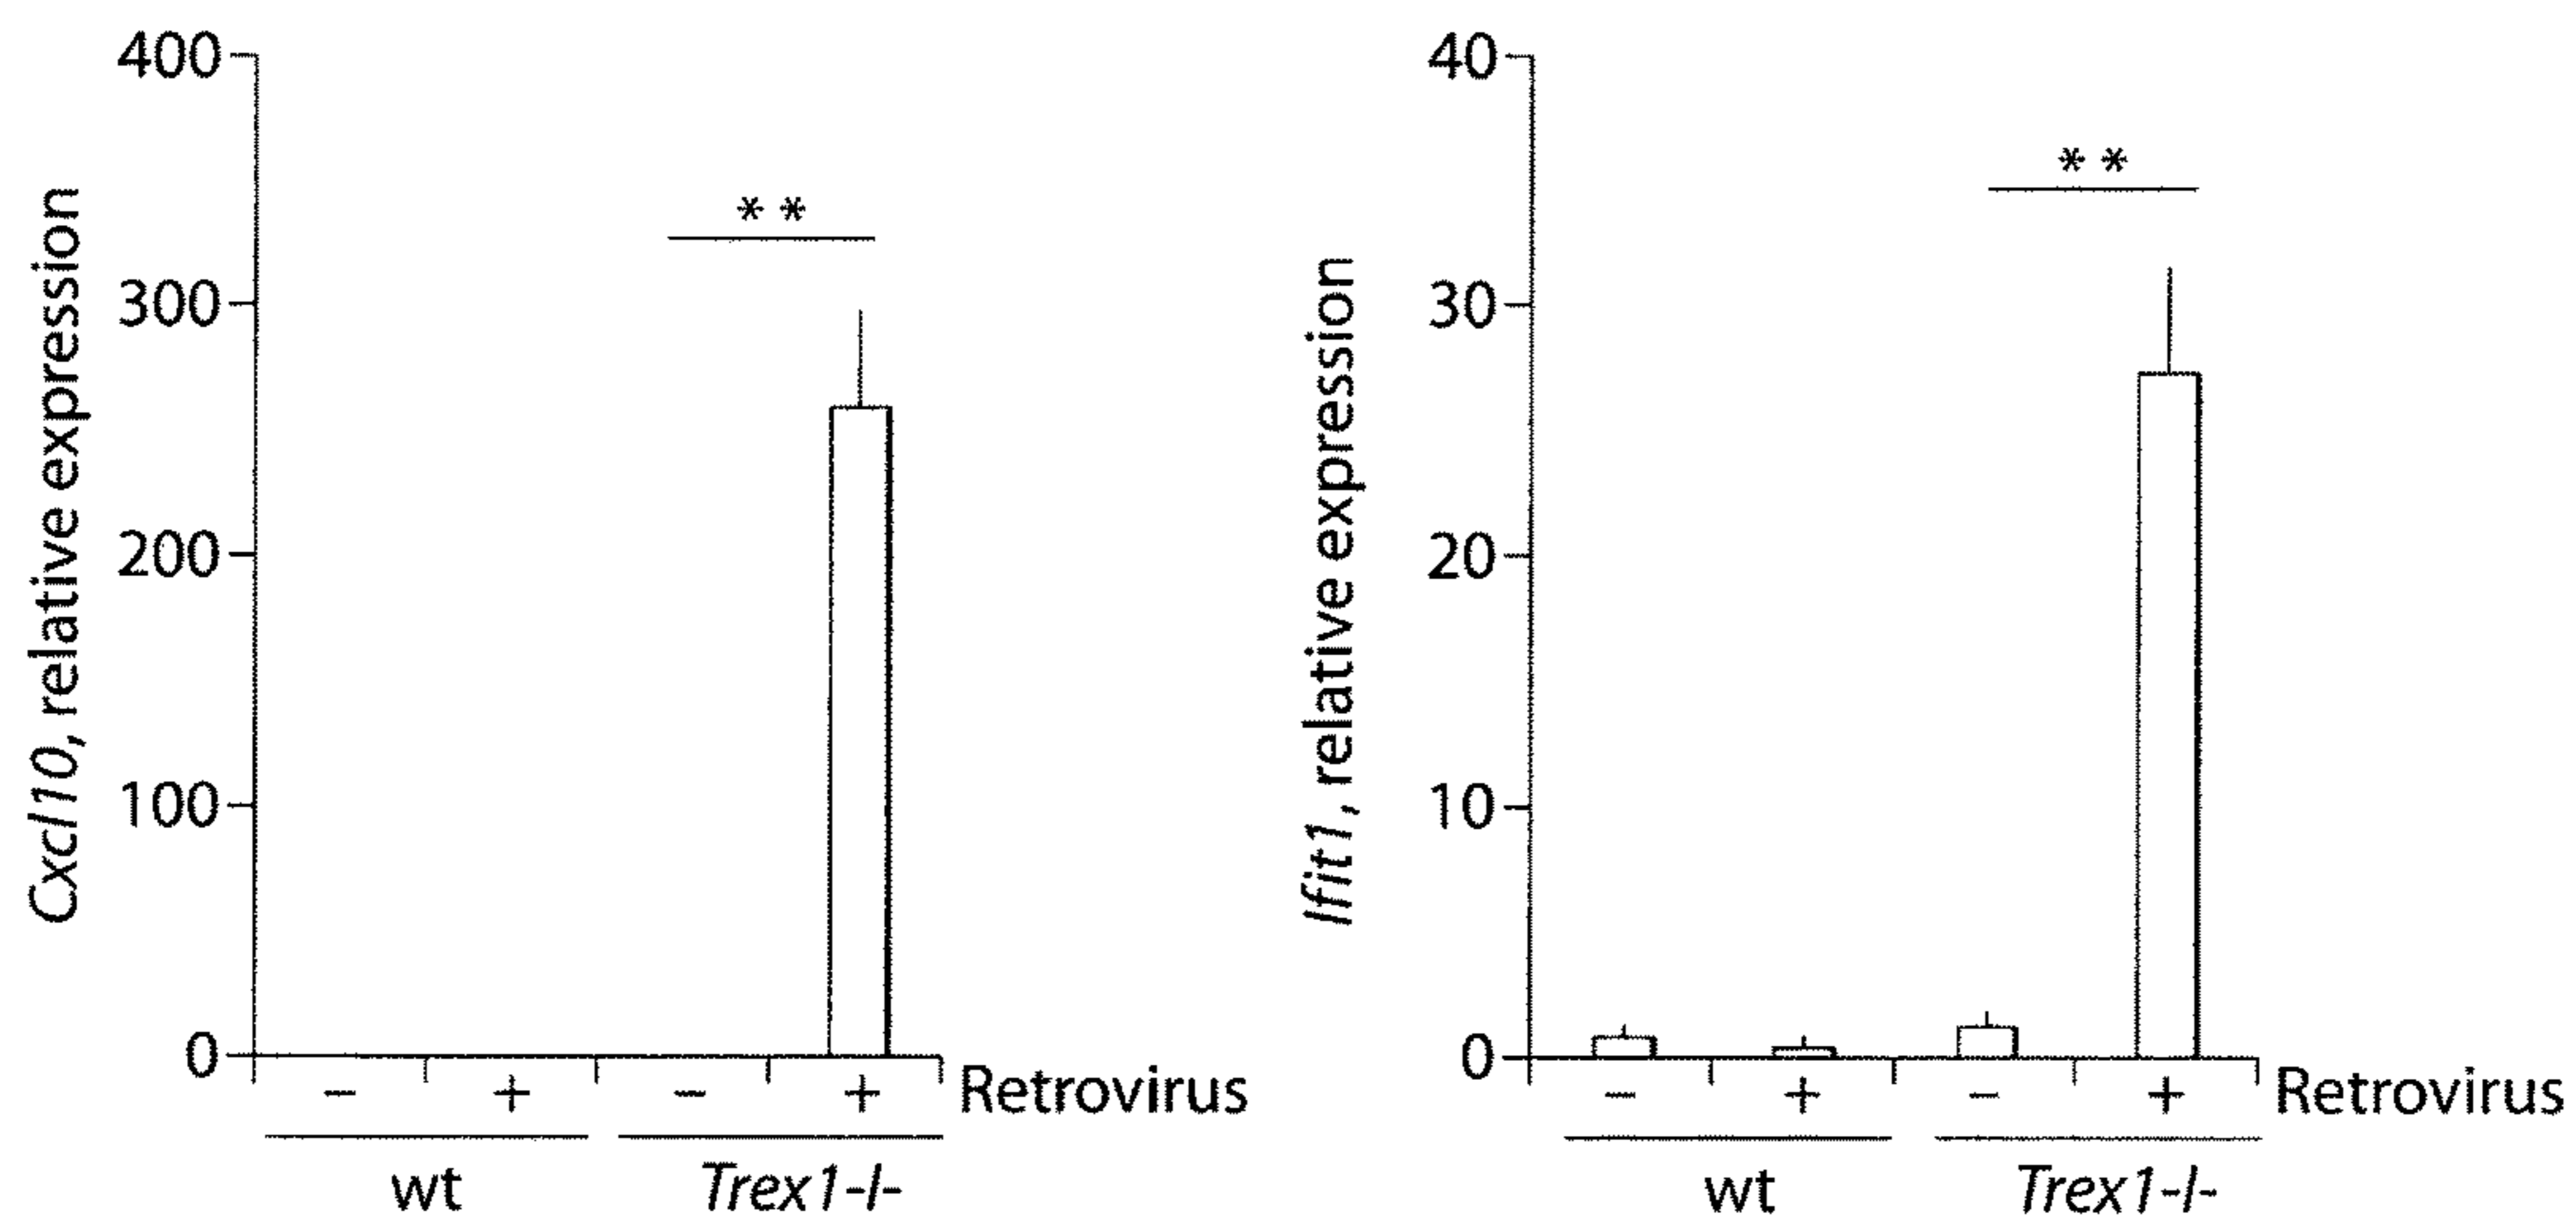 Cxcl10, relative expression
400
300
200
100
0
**
− + − + Retrovirus
wt Trex1-/-
Ifit1, relative expression
40
30
20
10
0
**
− + − + Retrovirus
wt Trex1-/-